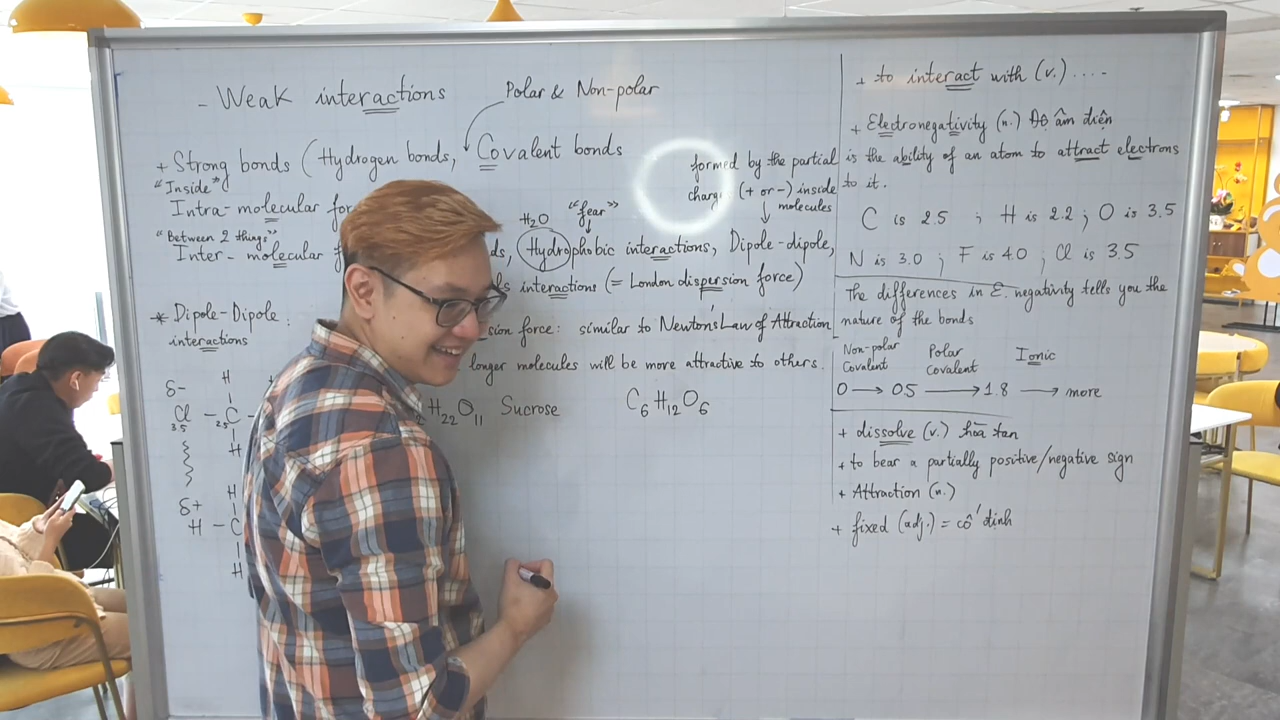 - Weak interactions
Polar & Non-polar
+ Strong bonds (Hydrogen bonds, Covalent bonds
"Inside"
Intra-molecular
"Between 2 things"
Inter-molecular
H2O
"fear"
Hydrophobic interactions, Dipole-dipole,
interactions (= London dispersion force)
formed by the partial
(+ or -) inside
molecules
* Dipole-Dipole:
interactions
force: similar to Newton's Law of Attraction
longer molecules will be more attractive to others.
H22O11 Sucrose
C6H12O6
δ-
H
Cl - C -
3.5 2.5
H
δ+
H
H - C
H
+ to interact with (v.) ....
+ Electronegativity (n.) Độ âm điện
is the ability of an atom to attract electrons
to it.
C is 2.5 ; H is 2.2 ; O is 3.5
N is 3.0 ; F is 4.0 ; Cl is 3.5
The differences in E. negativity tells you the
nature of the bonds
Non-polar Covalent
Polar Covalent
Ionic
0 → 0.5 → 1.8 → more
+ dissolve (v.) hòa tan
+ to bear a partially positive/negative sign
+ Attraction (n.)
+ fixed (adj.) = cố định